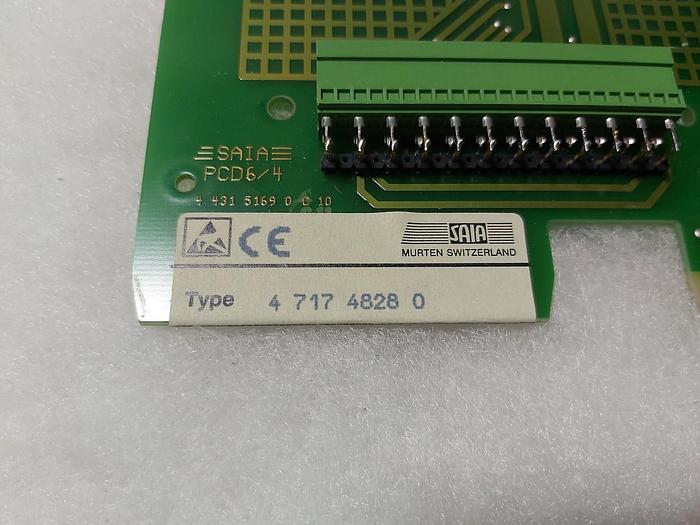 SAIA
PCD6/4
4 431 5169 0 C 10
CE
SAIA
MURTEN SWITZERLAND
Type 4 717 4828 0